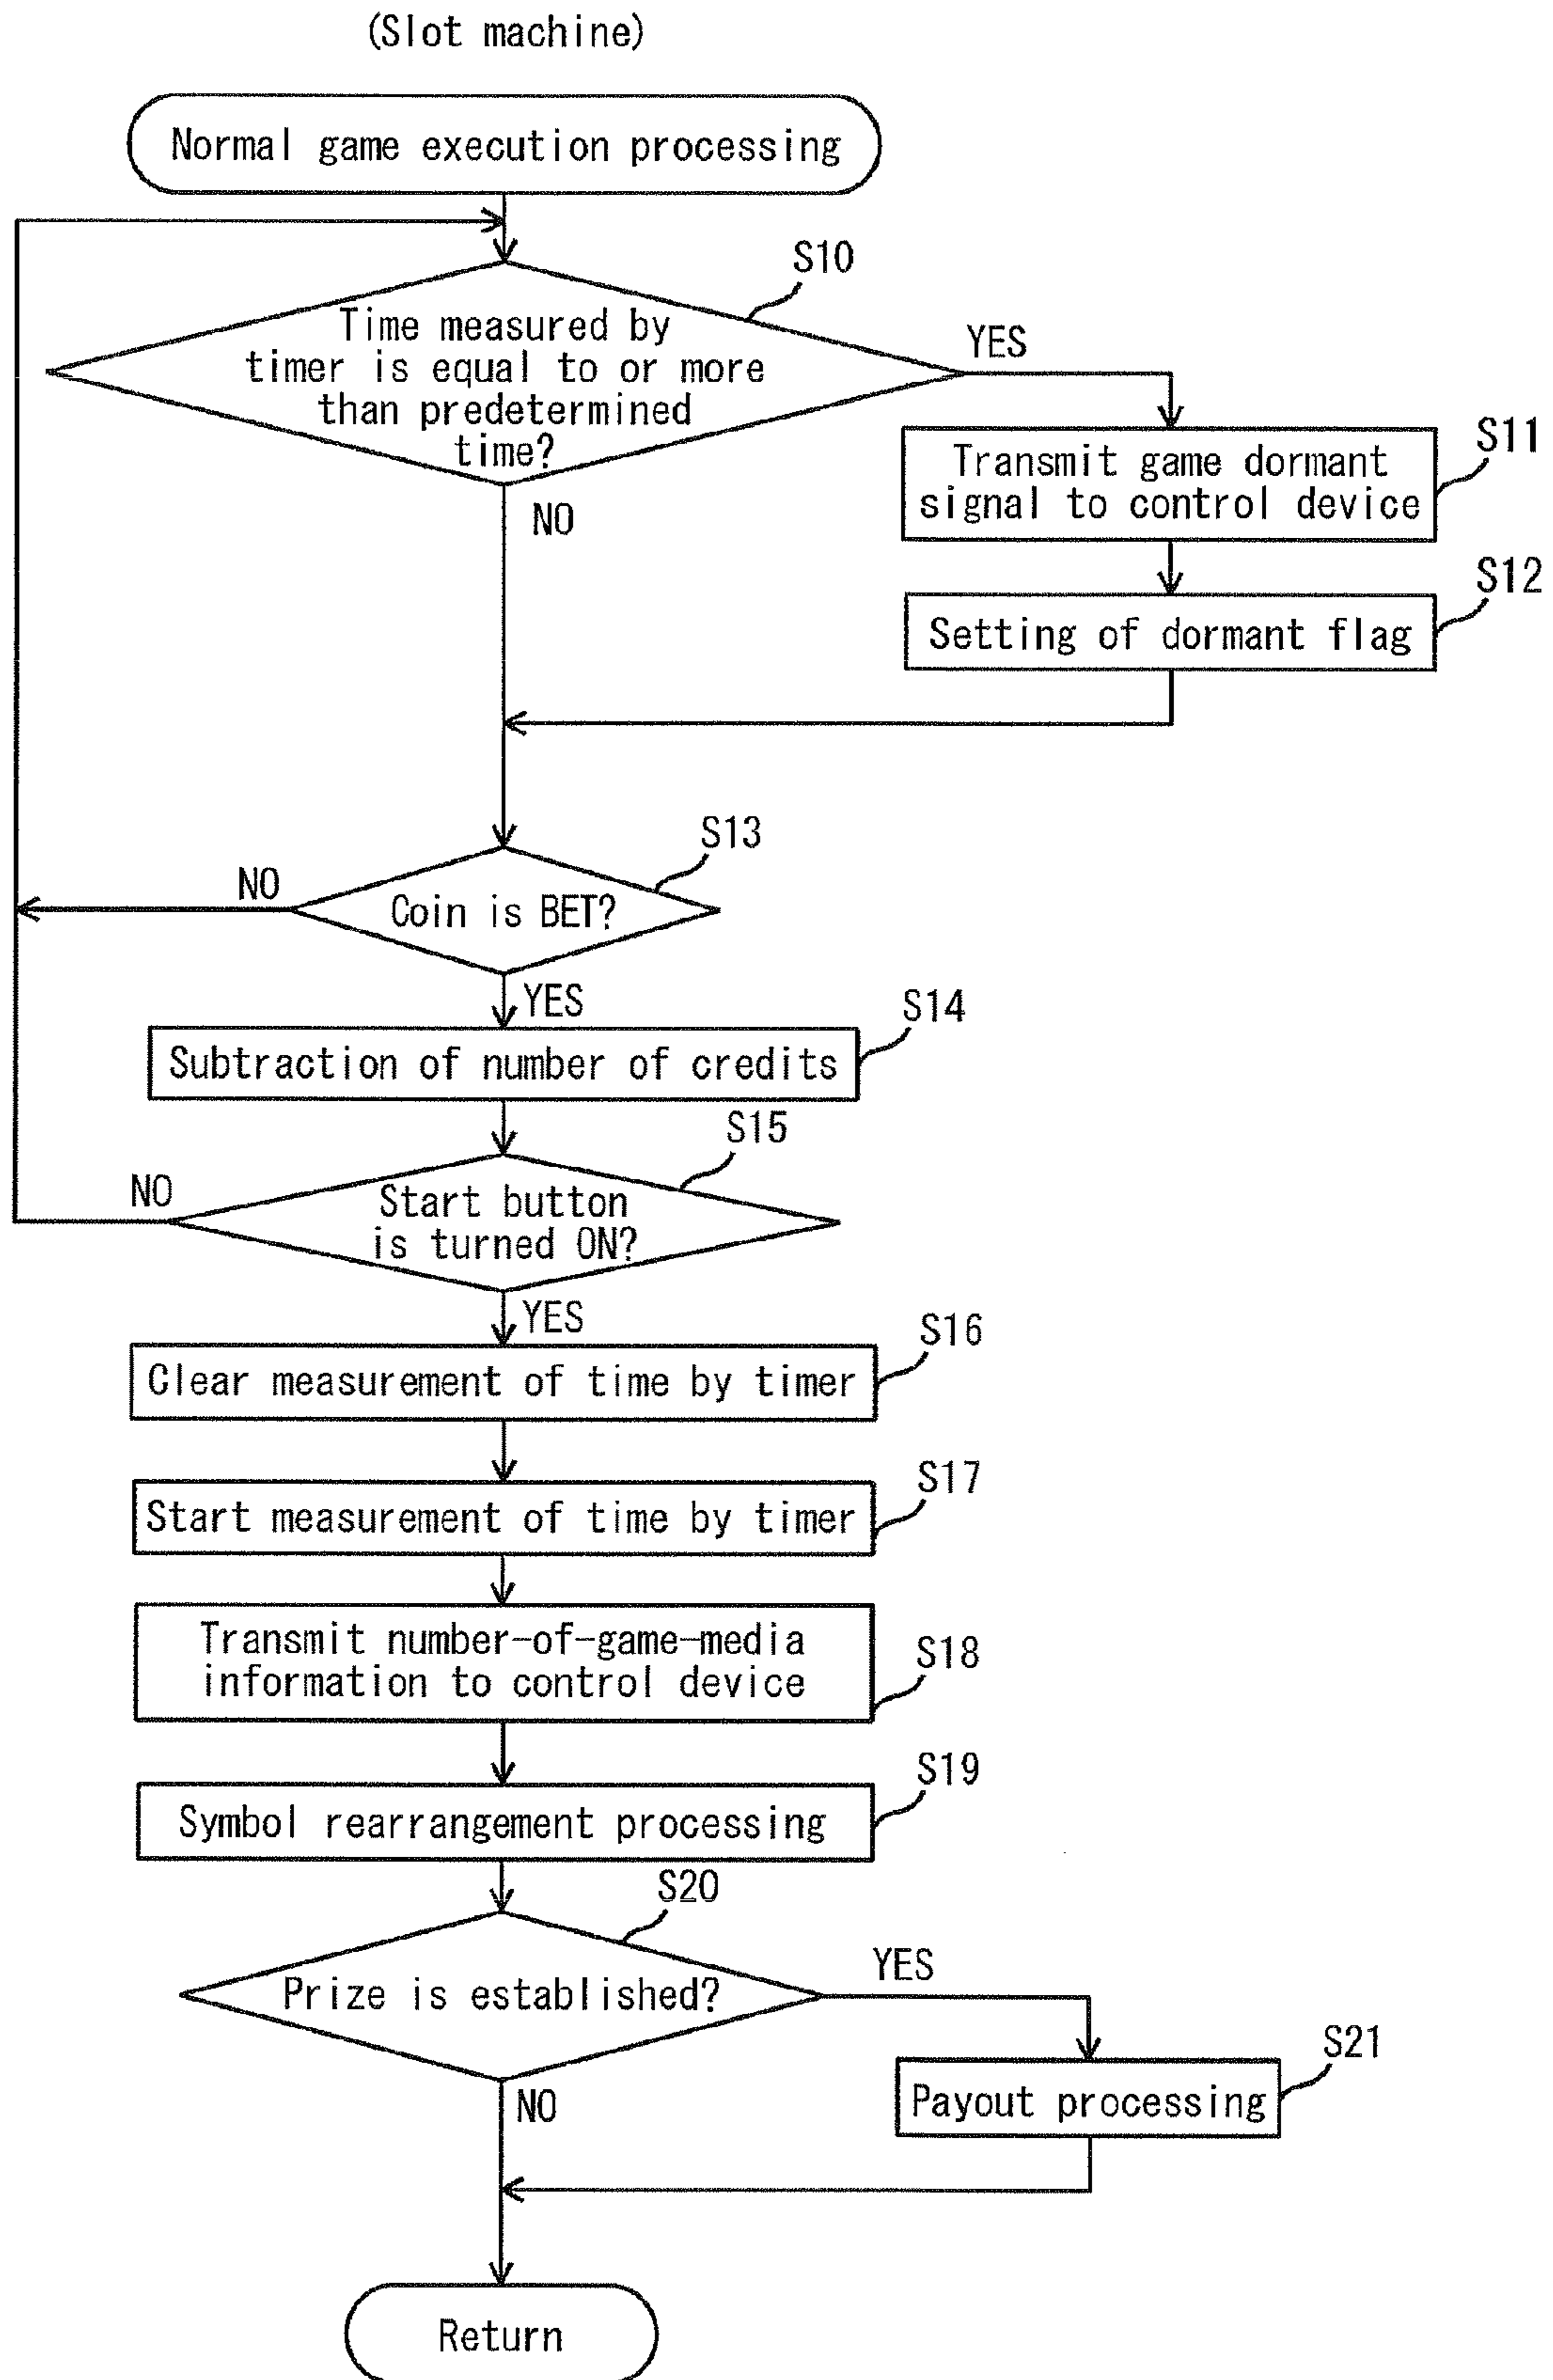 (Slot machine)
Normal game execution processing
S10
Time measured by
timer is equal to or more
than predetermined
time?
YES
NO
S11
Transmit game dormant
signal to control device
S12
Setting of dormant flag
S13
Coin is BET?
NO
YES
S14
Subtraction of number of credits
S15
Start button
is turned ON?
NO
YES
S16
Clear measurement of time by timer
S17
Start measurement of time by timer
S18
Transmit number-of-game-media
information to control device
S19
Symbol rearrangement processing
S20
Prize is established?
YES
NO
S21
Payout processing
Return